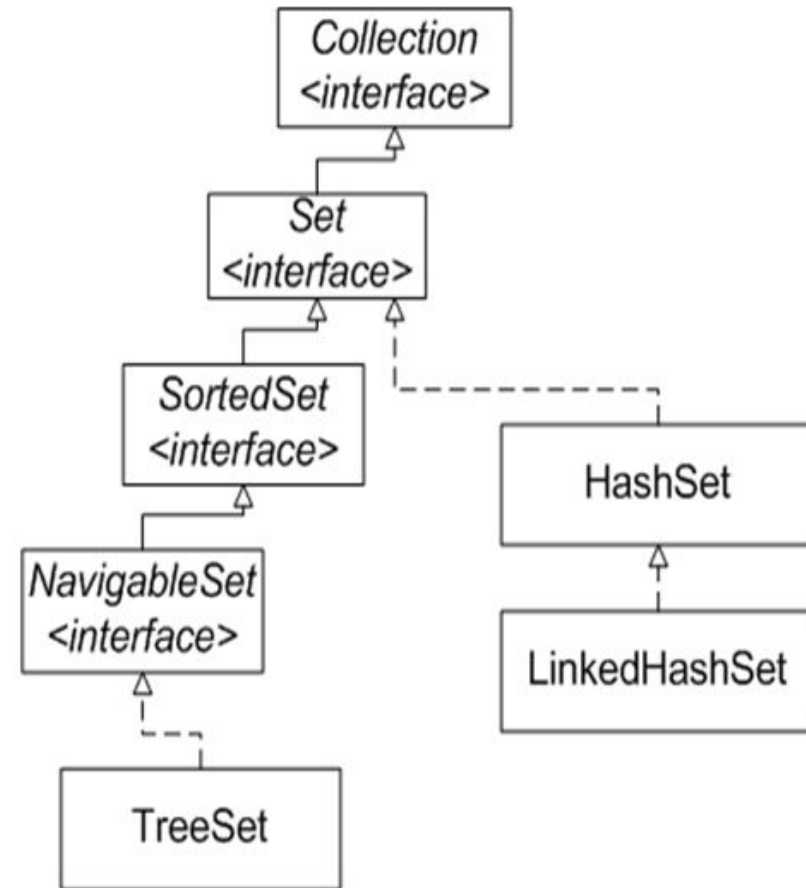 Collection
<interface>
Set
<interface>
SortedSet
<interface>
HashSet
NavigableSet
<interface>
LinkedHashSet
TreeSet